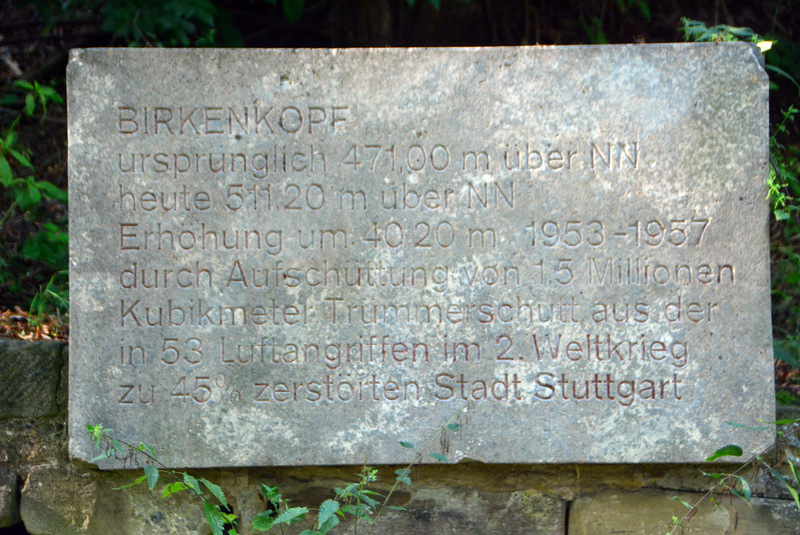 BIRKENKOPF
ursprünglich 471,00 m über NN
heute 511.20 m über NN
Erhöhung um 40.20 m 1953-1957
durch Aufschüttung von 1.5 Millionen
Kubikmeter Trümmerschutt aus der
in 53 Luftangriffen im 2. Weltkrieg
zu 45% zerstörten Stadt Stuttgart